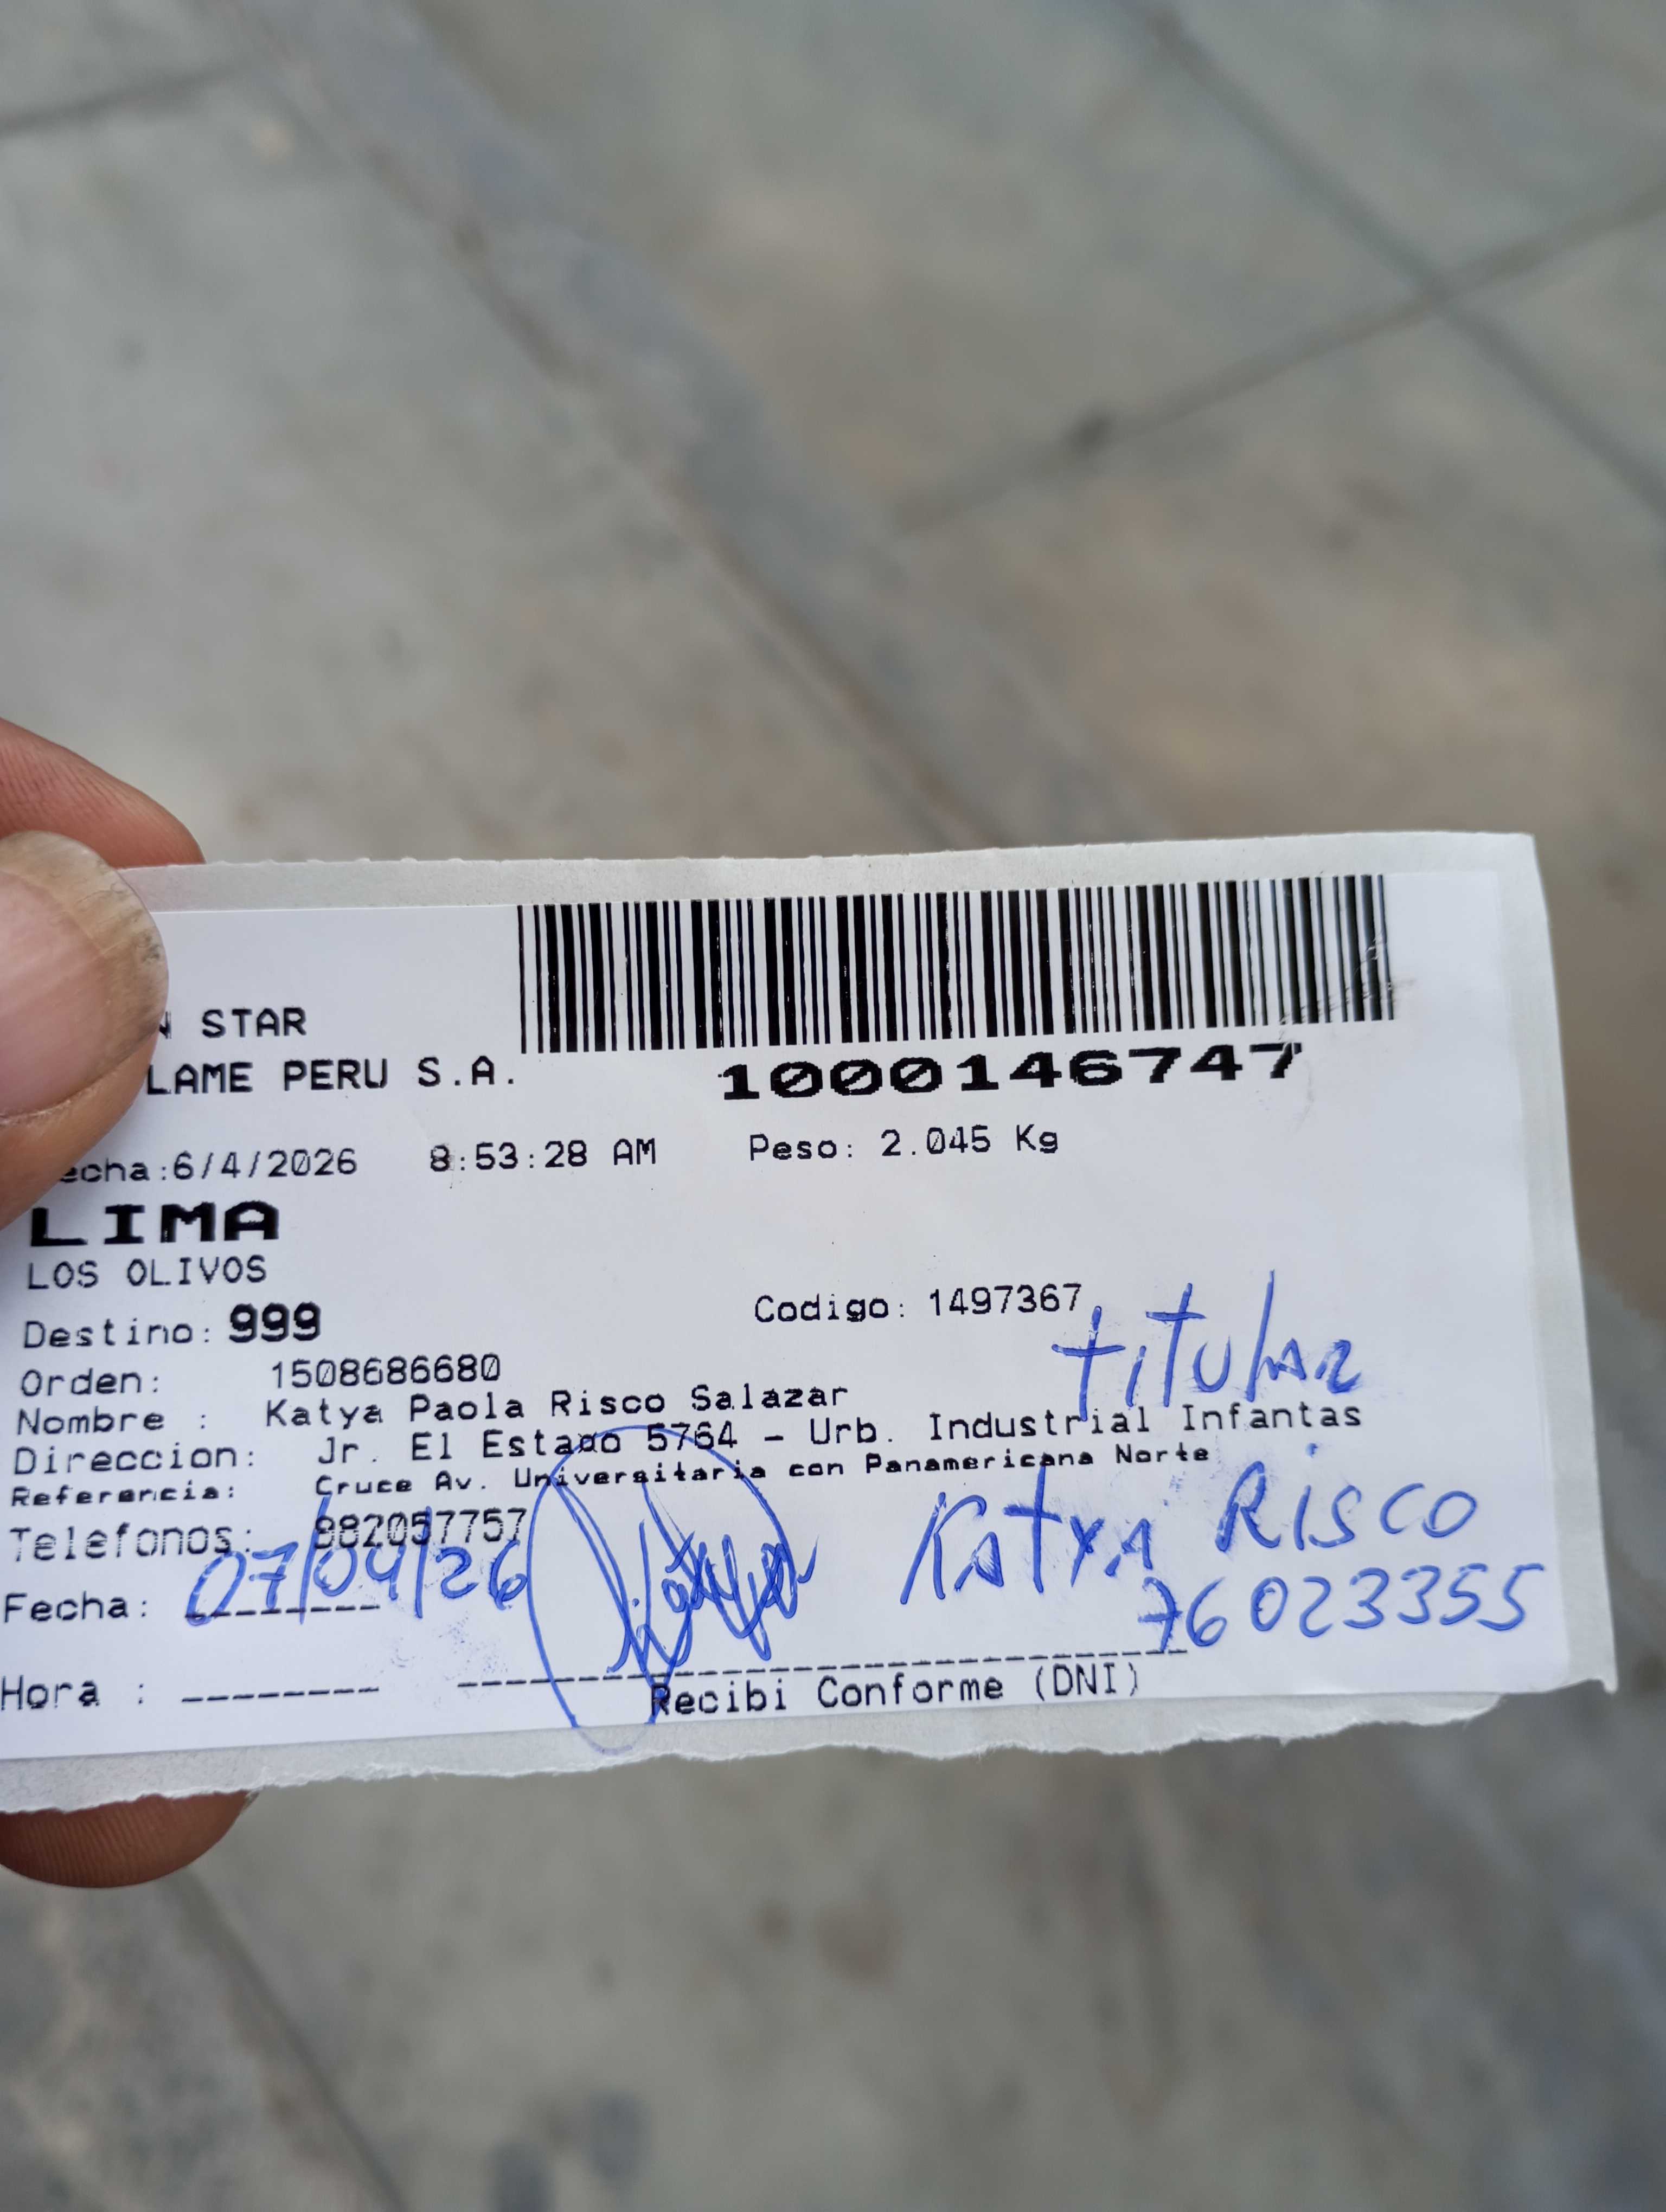 STAR
LAME PERU S.A.
1000146747
echa:6/4/2026 8:53:28 AM Peso: 2.045 Kg
LIMA
LOS OLIVOS
Destino: 999 Codigo: 1497367
Titular
Orden: 1508686680
Nombre : Katya Paola Risco Salazar
Direccion: Jr. El Estado 5764 - Urb. Industrial Infantas
Referencia: Cruce Av. Universitaria con Panamericana Norte
Telefonos: 982057757
Katya Risco
Fecha: 07/04/26
76023355
Hora :
Recibi Conforme (DNI)